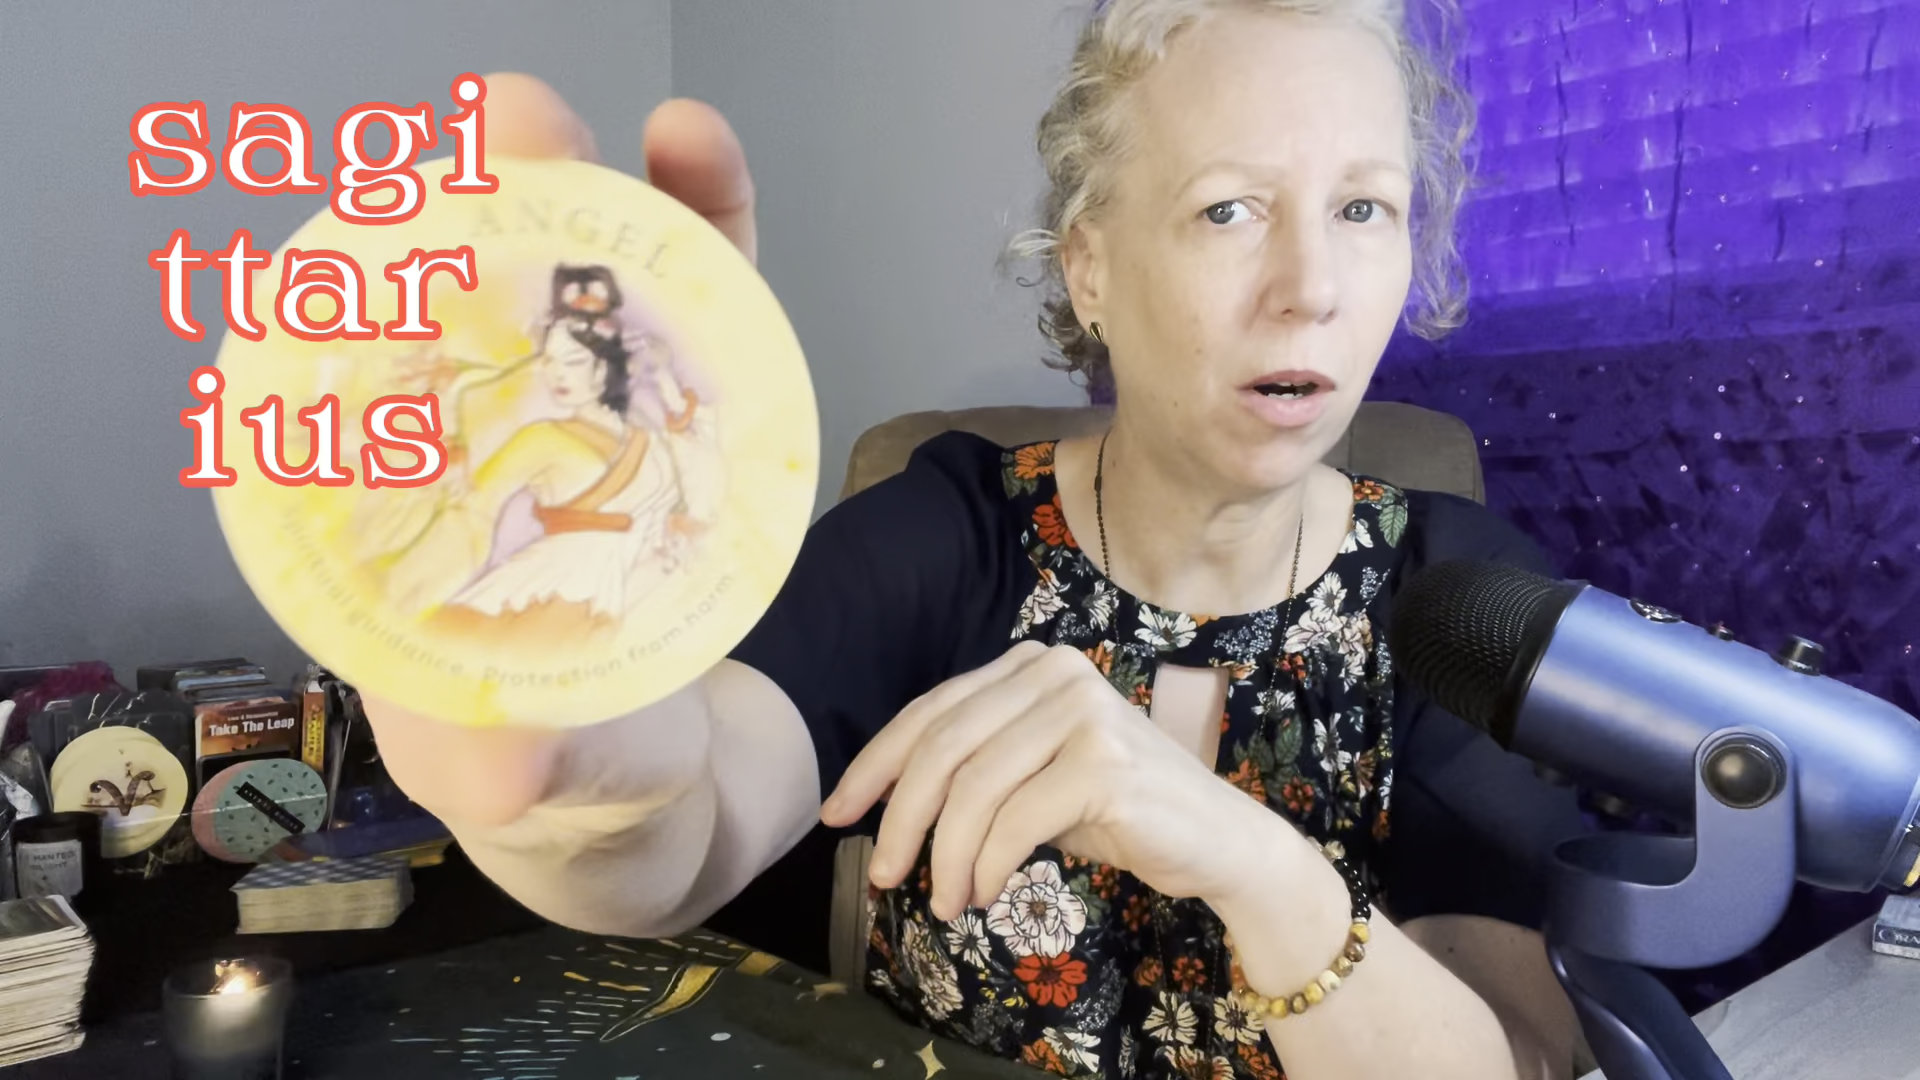 sagi
ttar
ius
ANGEL
Spiritual guidance. Protection from harm
Take The Leap